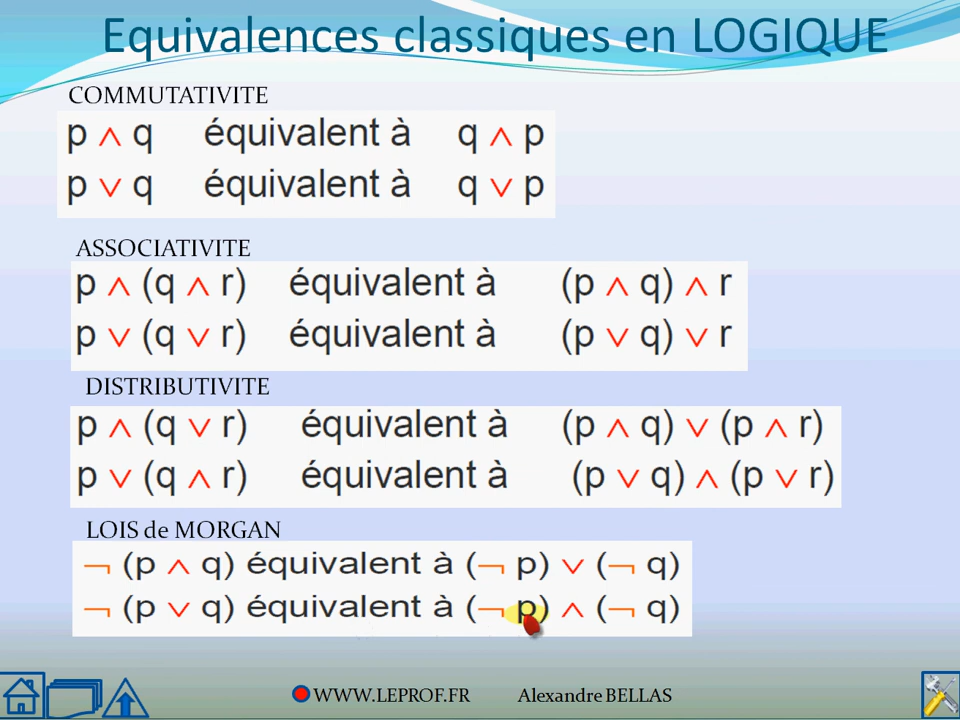 Equivalences classiques en LOGIQUE
COMMUTATIVITE
p ∧ q équivalent à q ∧ p
p ∨ q équivalent à q ∨ p
ASSOCIATIVITE
p ∧ (q ∧ r) équivalent à (p ∧ q) ∧ r
p ∨ (q ∨ r) équivalent à (p ∨ q) ∨ r
DISTRIBUTIVITE
p ∧ (q ∨ r) équivalent à (p ∧ q) ∨ (p ∧ r)
p ∨ (q ∧ r) équivalent à (p ∨ q) ∧ (p ∨ r)
LOIS de MORGAN
¬ (p ∧ q) équivalent à (¬ p) ∨ (¬ q)
¬ (p ∨ q) équivalent à (¬ p) ∧ (¬ q)
WWW.LEPROF.FR Alexandre BELLAS